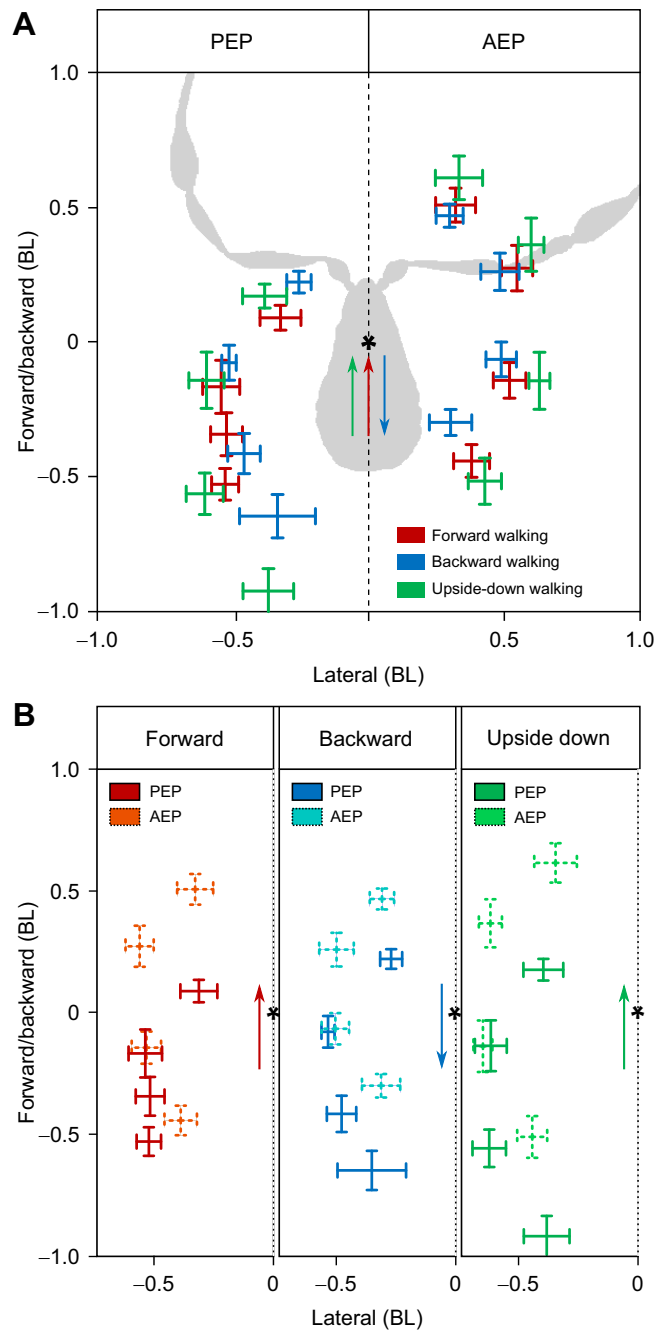 A
PEP AEP
1.0
0.5
0
–0.5
–1.0
Forward/backward (BL)
*
Forward walking
Backward walking
Upside-down walking
–1.0 –0.5 0 0.5 1.0
Lateral (BL)
B
Forward Backward Upside down
1.0
0.5
0
–0.5
–1.0
Forward/backward (BL)
PEP PEP PEP
AEP AEP AEP
* * *
–0.5 0 –0.5 0 –0.5 0
Lateral (BL)